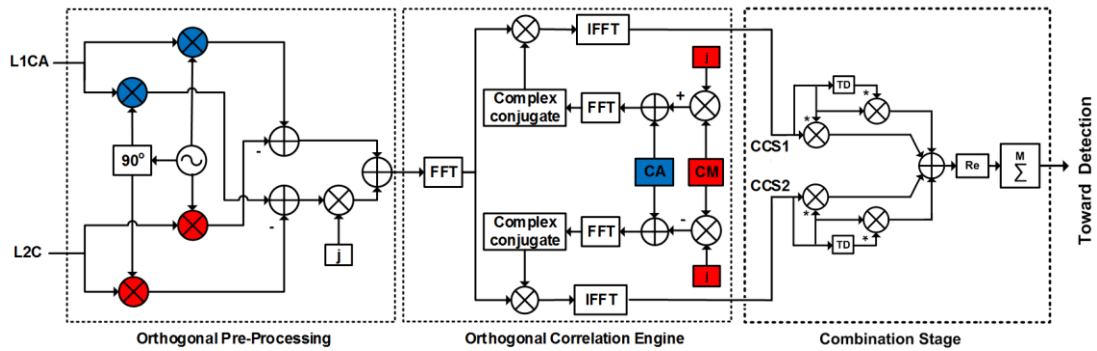 L1CA
L2C
90°
-
-
j
FFT
IFFT
j
Complex
conjugate
FFT
+
CA
CM
Complex
conjugate
FFT
-
j
IFFT
TD
*
*
CCS1
CCS2
*
*
TD
Re
M
Σ
Toward Detection
Orthogonal Pre-Processing
Orthogonal Correlation Engine
Combination Stage